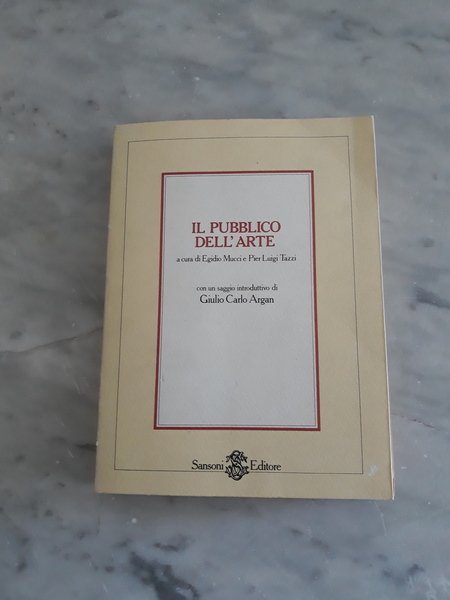 IL PUBBLICO
DELL'ARTE
a cura di Egidio Mucci e Pier Luigi Tazzi
con un saggio introduttivo di
Giulio Carlo Argan
Sansoni Editore